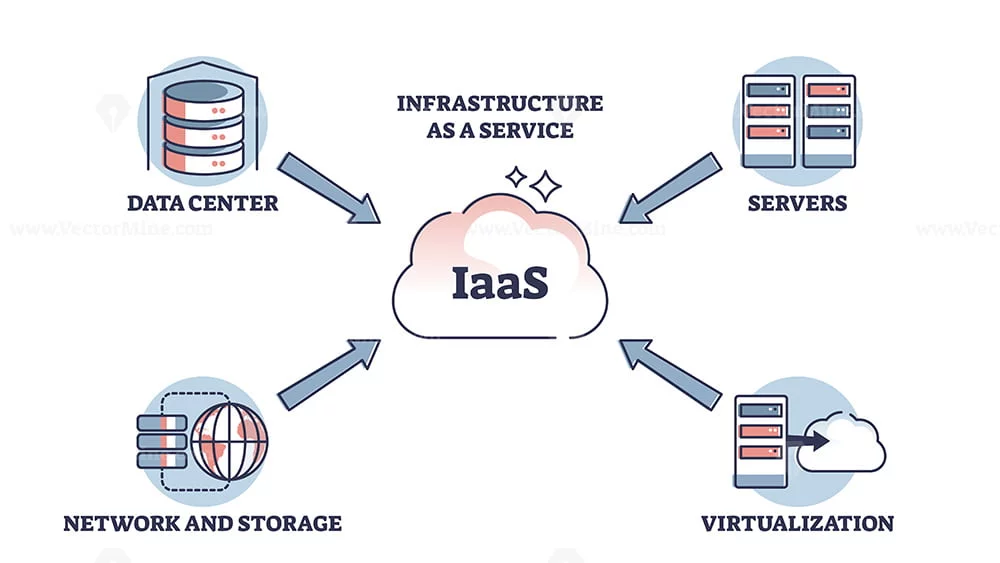 INFRASTRUCTURE
AS A SERVICE
DATA CENTER
SERVERS
www.VectorMine.com
www.VectorMine.com
www.Vec
IaaS
NETWORK AND STORAGE
VIRTUALIZATION